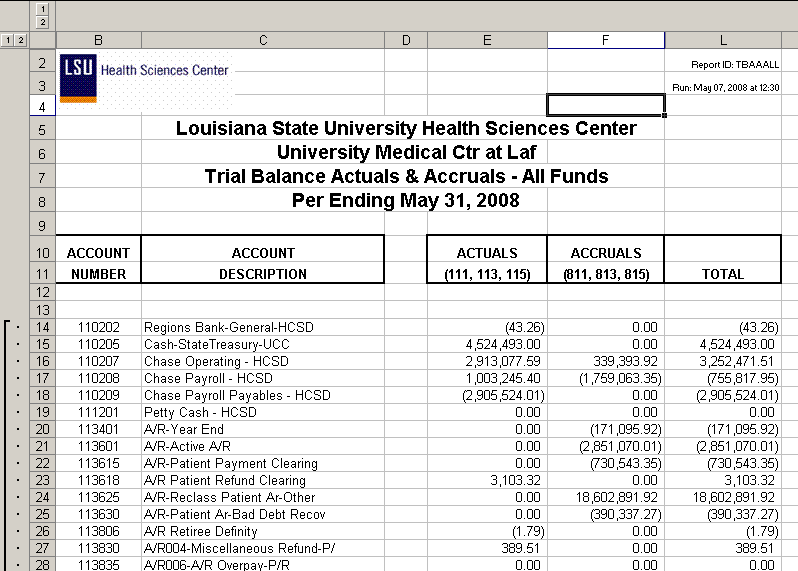 1
2
1 2 B C D E F L
2 LSU Health Sciences Center Report ID: TBAAALL
3 Run: May 07, 2008 at 12:30
4
5 Louisiana State University Health Sciences Center
6 University Medical Ctr at Laf
7 Trial Balance Actuals & Accruals - All Funds
8 Per Ending May 31, 2008
9
10 ACCOUNT ACCOUNT ACTUALS ACCRUALS
11 NUMBER DESCRIPTION (111, 113, 115) (811, 813, 815) TOTAL
12
13
14 110202 Regions Bank-General-HCSD (43.26) 0.00 (43.26)
15 110205 Cash-StateTreasury-UCC 4,524,493.00 0.00 4,524,493.00
16 110207 Chase Operating - HCSD 2,913,077.59 339,393.92 3,252,471.51
17 110208 Chase Payroll - HCSD 1,003,245.40 (1,759,063.35) (755,817.95)
18 110209 Chase Payroll Payables - HCSD (2,905,524.01) 0.00 (2,905,524.01)
19 111201 Petty Cash - HCSD 0.00 0.00 0.00
20 113401 A/R-Year End 0.00 (171,095.92) (171,095.92)
21 113601 A/R-Active A/R 0.00 (2,851,070.01) (2,851,070.01)
22 113615 A/R-Patient Payment Clearing 0.00 (730,543.35) (730,543.35)
23 113618 A/R Patient Refund Clearing 3,103.32 0.00 3,103.32
24 113625 A/R-Reclass Patient Ar-Other 0.00 18,602,891.92 18,602,891.92
25 113630 A/R-Patient Ar-Bad Debt Recov 0.00 (390,337.27) (390,337.27)
26 113806 A/R Retiree Definity (1.79) 0.00 (1.79)
27 113830 A/R004-Miscellaneous Refund-P/ 389.51 0.00 389.51
28 113835 A/R006-A/R Overpay-P/R 0.00 0.00 0.00